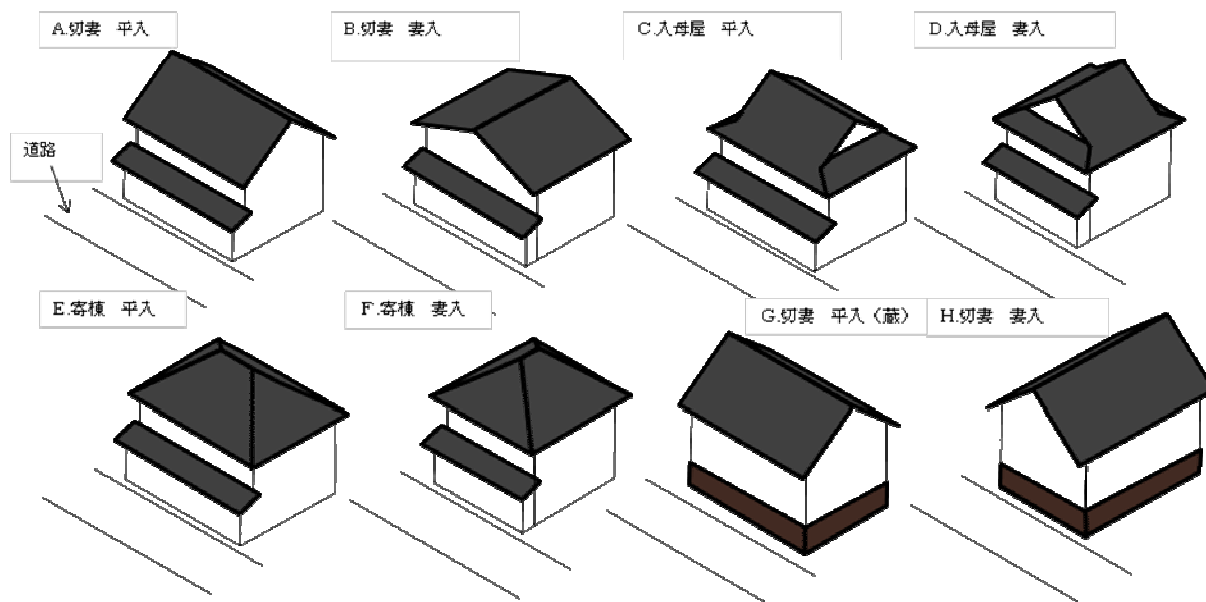 A.切妻　平入
B.切妻　妻入
C.入母屋　平入
D.入母屋　妻入
道路
E.寄棟　平入
F.寄棟　妻入
G.切妻　平入（蔵）
H.切妻　妻入